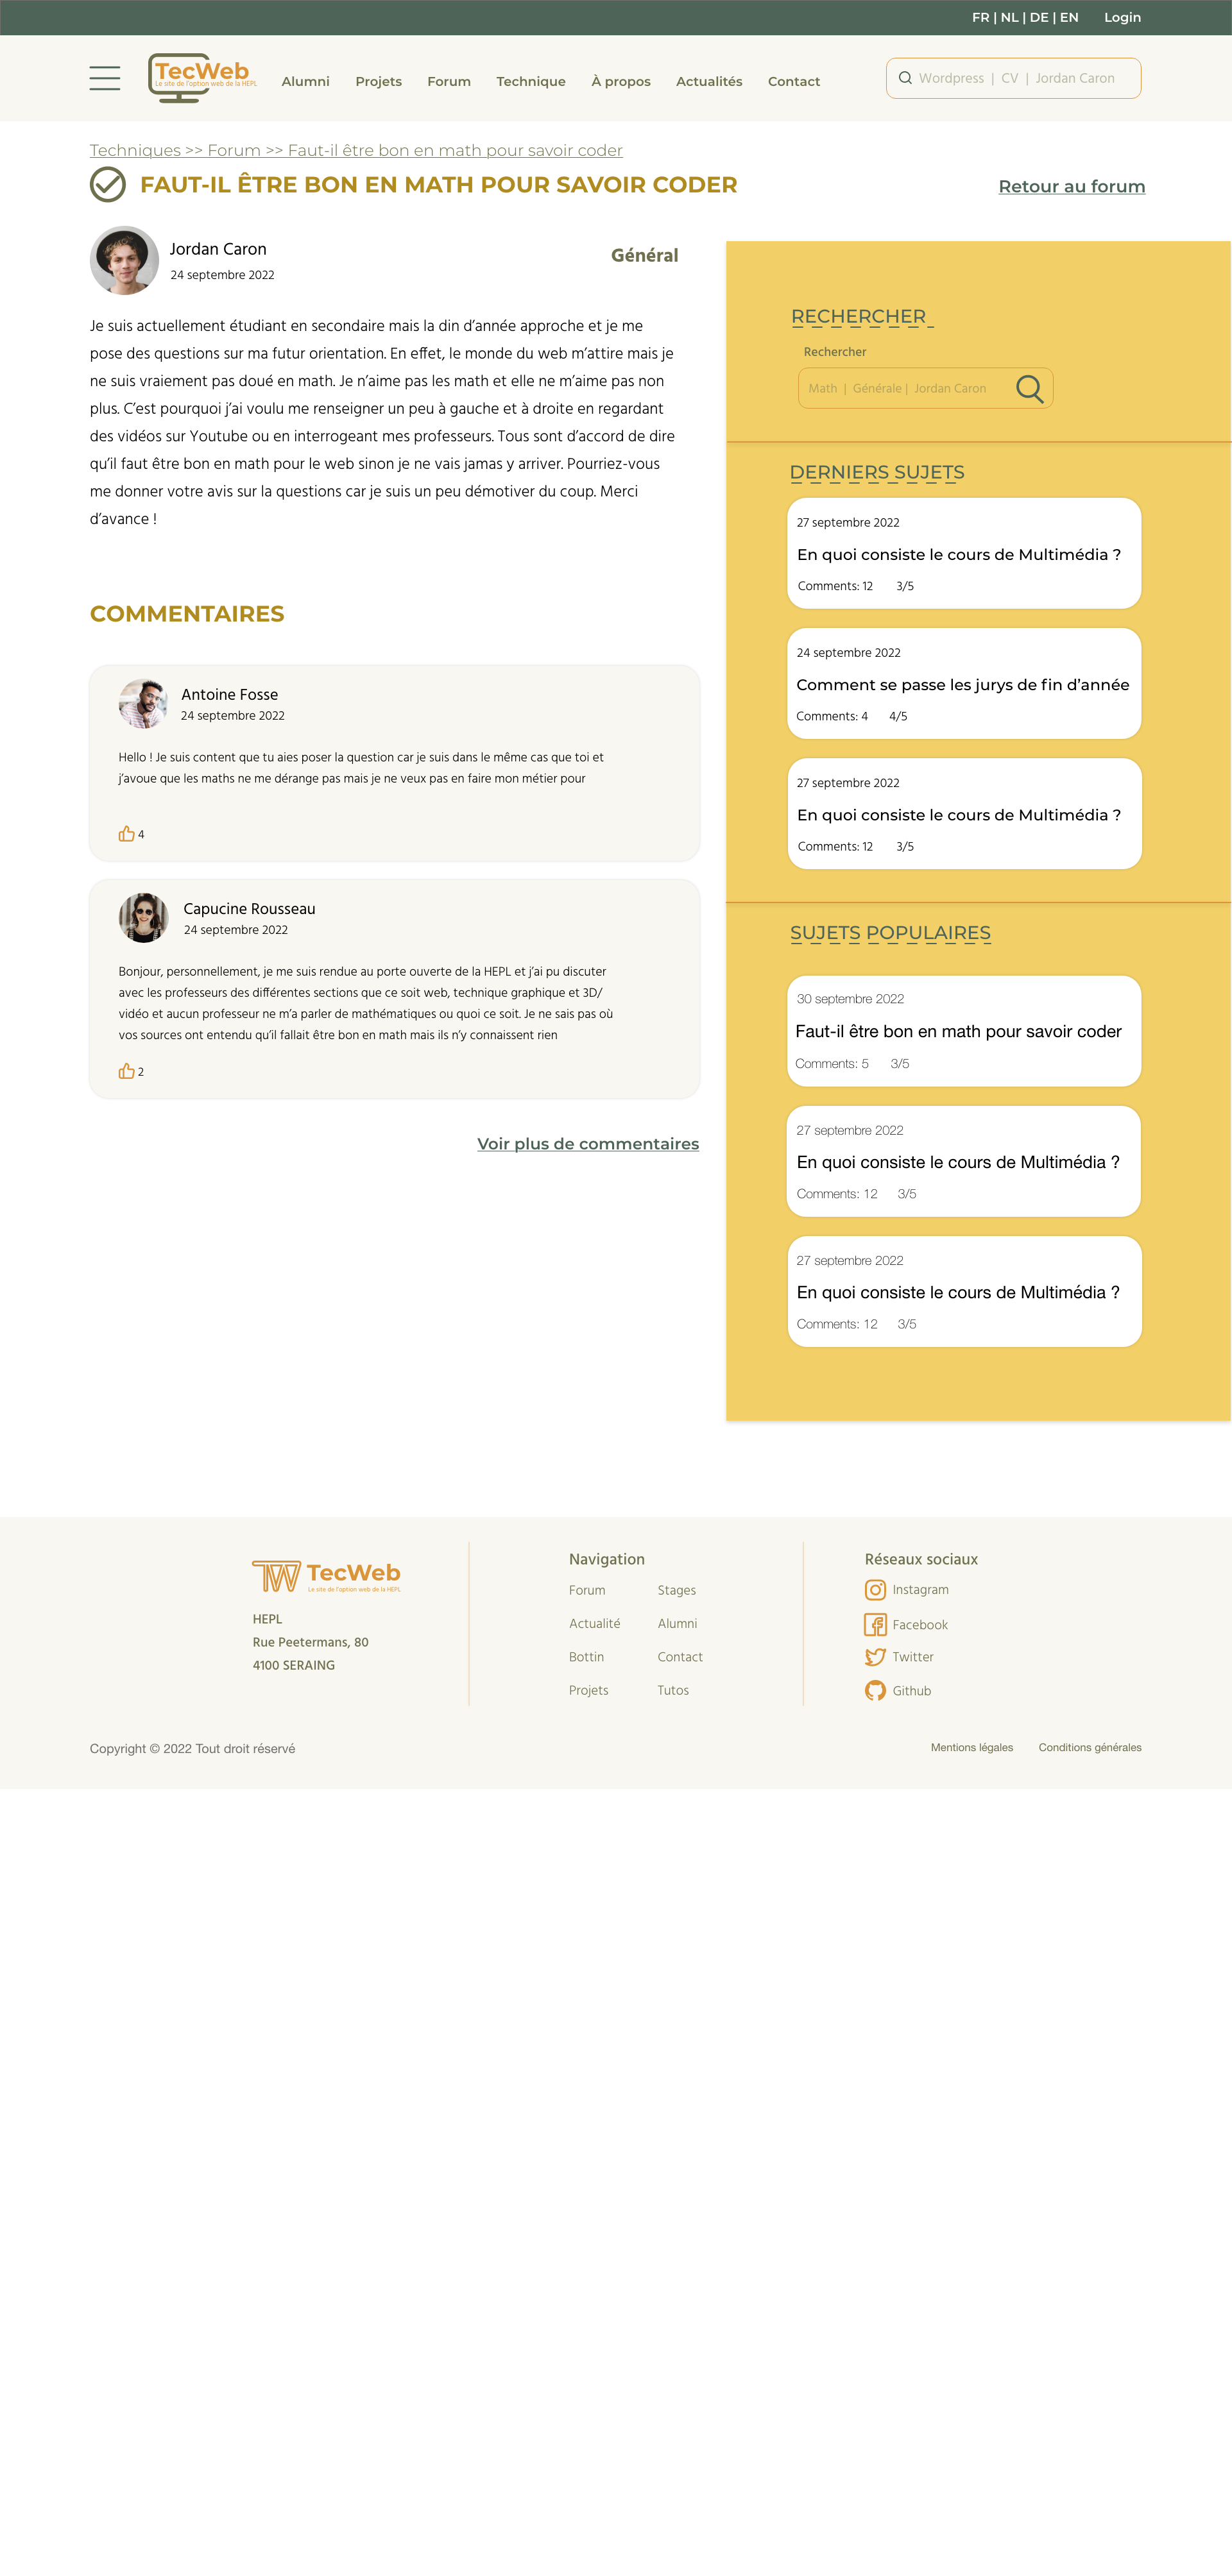 FR | NL | DE | EN Login
TecWeb
Le site de l'option web de la HEPL
Alumni Projets Forum Technique À propos Actualités Contact
Wordpress | CV | Jordan Caron
Techniques >> Forum >> Faut-il être bon en math pour savoir coder
FAUT-IL ÊTRE BON EN MATH POUR SAVOIR CODER
Retour au forum
Jordan Caron
24 septembre 2022
Général
Je suis actuellement étudiant en secondaire mais la din d’année approche et je me
pose des questions sur ma futur orientation. En effet, le monde du web m’attire mais je
ne suis vraiement pas doué en math. Je n’aime pas les math et elle ne m’aime pas non
plus. C’est pourquoi j’ai voulu me renseigner un peu à gauche et à droite en regardant
des vidéos sur Youtube ou en interrogeant mes professeurs. Tous sont d’accord de dire
qu’il faut être bon en math pour le web sinon je ne vais jamas y arriver. Pourriez-vous
me donner votre avis sur la questions car je suis un peu démotiver du coup. Merci
d’avance !
COMMENTAIRES
Antoine Fosse
24 septembre 2022
Hello ! Je suis content que tu aies poser la question car je suis dans le même cas que toi et
j’avoue que les maths ne me dérange pas mais je ne veux pas en faire mon métier pour
4
Capucine Rousseau
24 septembre 2022
Bonjour, personnellement, je me suis rendue au porte ouverte de la HEPL et j’ai pu discuter
avec les professeurs des différentes sections que ce soit web, technique graphique et 3D/
vidéo et aucun professeur ne m’a parler de mathématiques ou quoi ce soit. Je ne sais pas où
vos sources ont entendu qu’il fallait être bon en math mais ils n’y connaissent rien
2
Voir plus de commentaires
RECHERCHER
Rechercher
Math | Générale | Jordan Caron
DERNIERS SUJETS
27 septembre 2022
En quoi consiste le cours de Multimédia ?
Comments: 12 3/5
24 septembre 2022
Comment se passe les jurys de fin d’année
Comments: 4 4/5
27 septembre 2022
En quoi consiste le cours de Multimédia ?
Comments: 12 3/5
SUJETS POPULAIRES
30 septembre 2022
Faut-il être bon en math pour savoir coder
Comments: 5 3/5
27 septembre 2022
En quoi consiste le cours de Multimédia ?
Comments: 12 3/5
27 septembre 2022
En quoi consiste le cours de Multimédia ?
Comments: 12 3/5
TecWeb
Le site de l'option web de la HEPL
HEPL
Rue Peetermans, 80
4100 SERAING
Navigation
Forum Stages
Actualité Alumni
Bottin Contact
Projets Tutos
Réseaux sociaux
Instagram
Facebook
Twitter
Github
Copyright © 2022 Tout droit réservé
Mentions légales Conditions générales